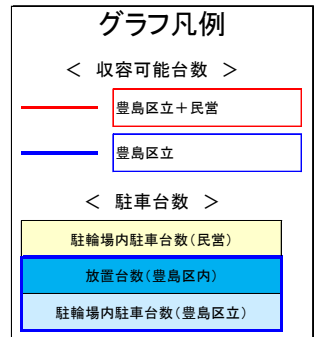 グラフ凡例
＜ 収容可能台数 ＞
豊島区立＋民営
豊島区立
＜ 駐車台数 ＞
駐輪場内駐車台数(民営)
放置台数(豊島区内)
駐輪場内駐車台数(豊島区立)